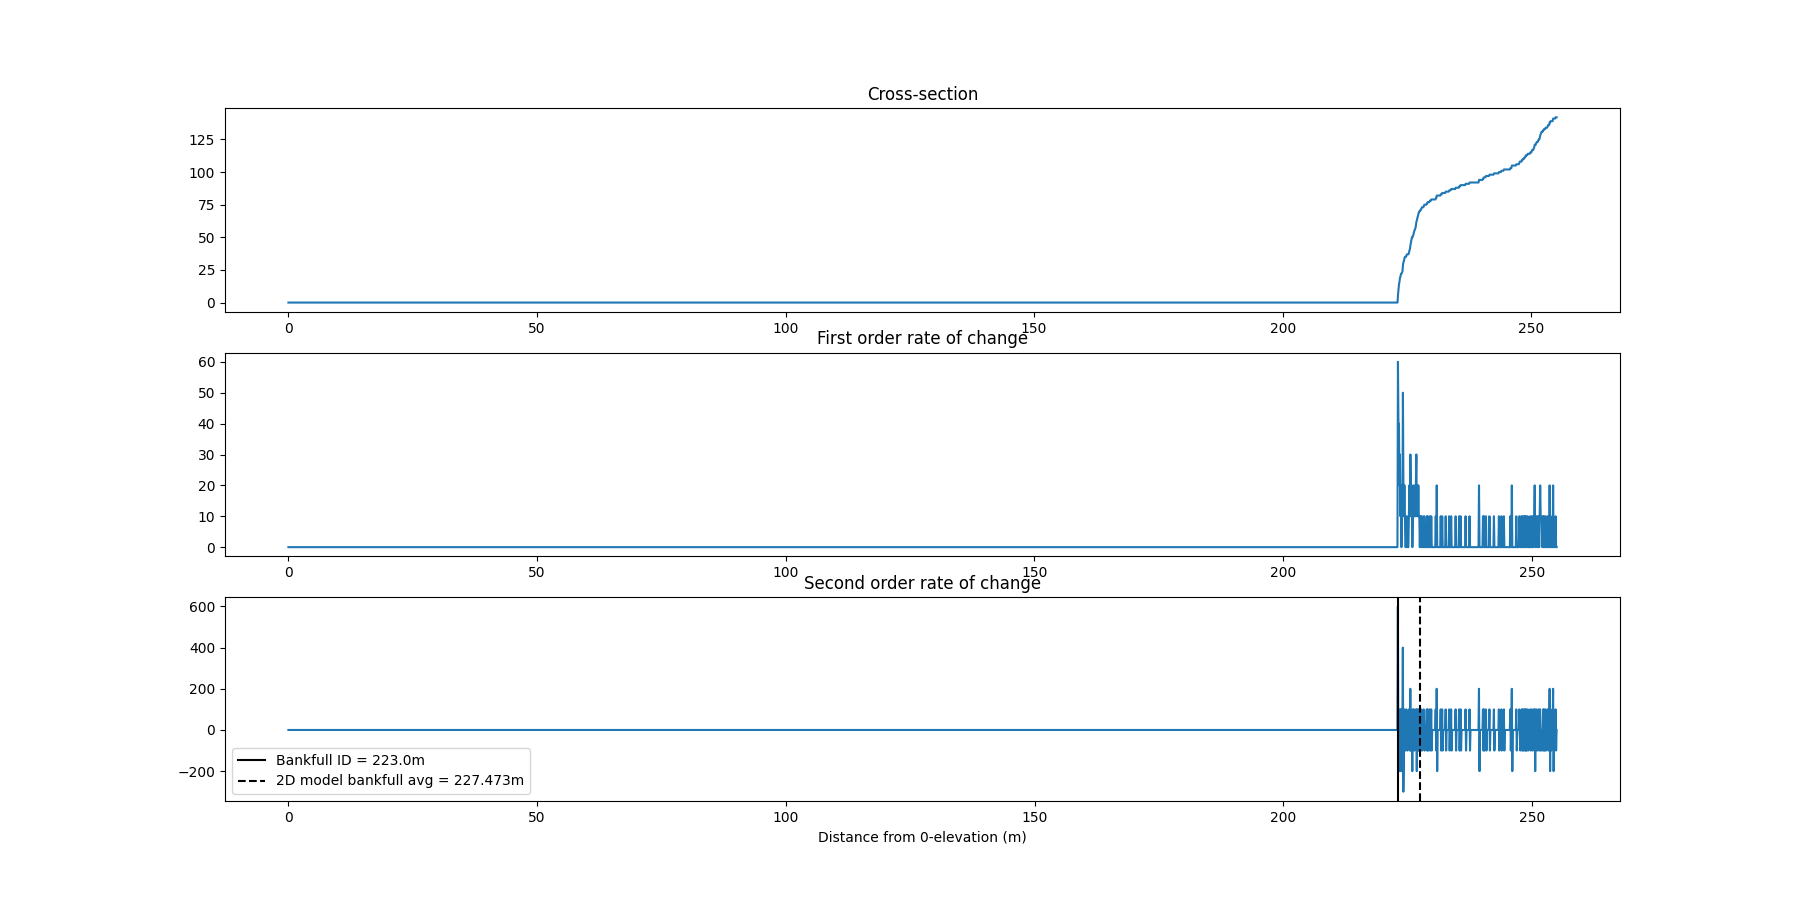 Cross-section
125
100
75
50
25
0
0 50 100 150 200 250
First order rate of change
60
50
40
30
20
10
0
0 50 100 150 200 250
Second order rate of change
600
400
200
0
−200
Bankfull ID = 223.0m
2D model bankfull avg = 227.473m
0 50 100 150 200 250
Distance from 0-elevation (m)